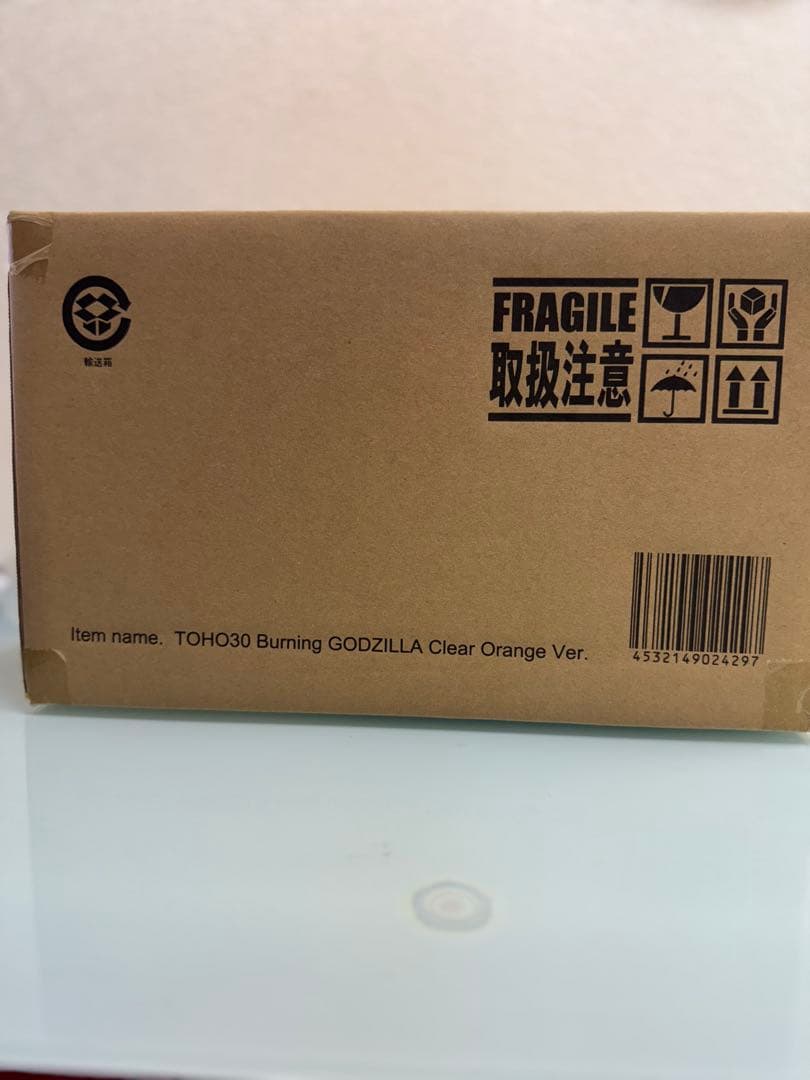 輸送箱
FRAGILE
取扱注意
Item name. TOHO30 Burning GODZILLA Clear Orange Ver.
4532149024297